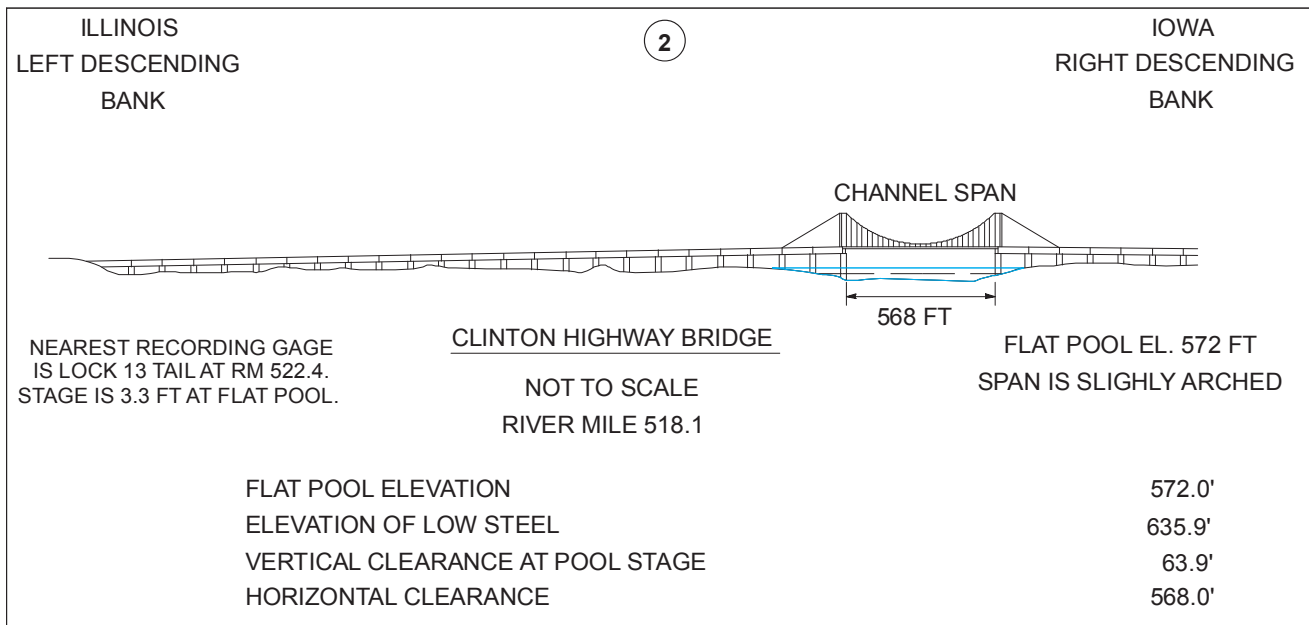 ILLINOIS
LEFT DESCENDING
BANK
2
IOWA
RIGHT DESCENDING
BANK
CHANNEL SPAN
568 FT
NEAREST RECORDING GAGE
IS LOCK 13 TAIL AT RM 522.4.
STAGE IS 3.3 FT AT FLAT POOL.
CLINTON HIGHWAY BRIDGE
NOT TO SCALE
RIVER MILE 518.1
FLAT POOL EL. 572 FT
SPAN IS SLIGHLY ARCHED
FLAT POOL ELEVATION 572.0'
ELEVATION OF LOW STEEL 635.9'
VERTICAL CLEARANCE AT POOL STAGE 63.9'
HORIZONTAL CLEARANCE 568.0'